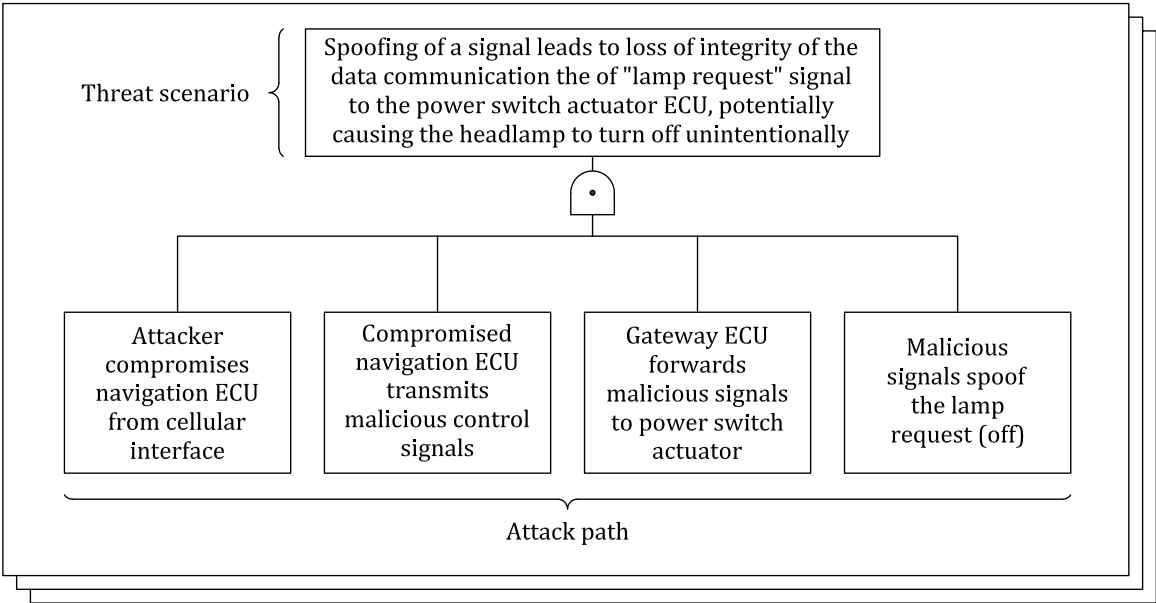 Spoofing of a signal leads to loss of integrity of the
data communication the of "lamp request" signal
to the power switch actuator ECU, potentially
causing the headlamp to turn off unintentionally
Threat scenario
Attacker
compromises
navigation ECU
from cellular
interface
Compromised
navigation ECU
transmits
malicious control
signals
Gateway ECU
forwards
malicious signals
to power switch
actuator
Malicious
signals spoof
the lamp
request (off)
Attack path